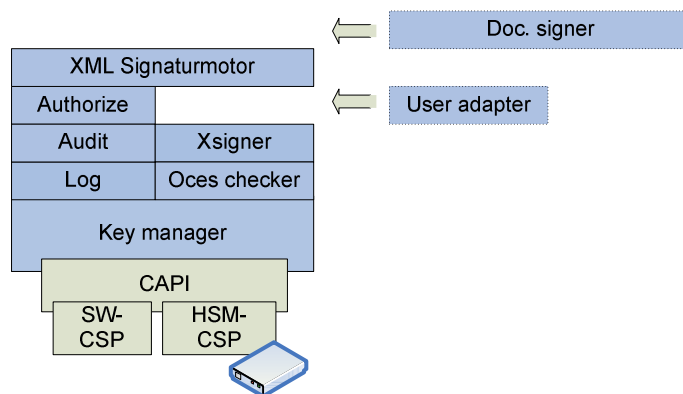 Doc. signer
XML Signaturmotor
Authorize
User adapter
Audit
Xsigner
Log
Oces checker
Key manager
CAPI
SW-
CSP
HSM-
CSP